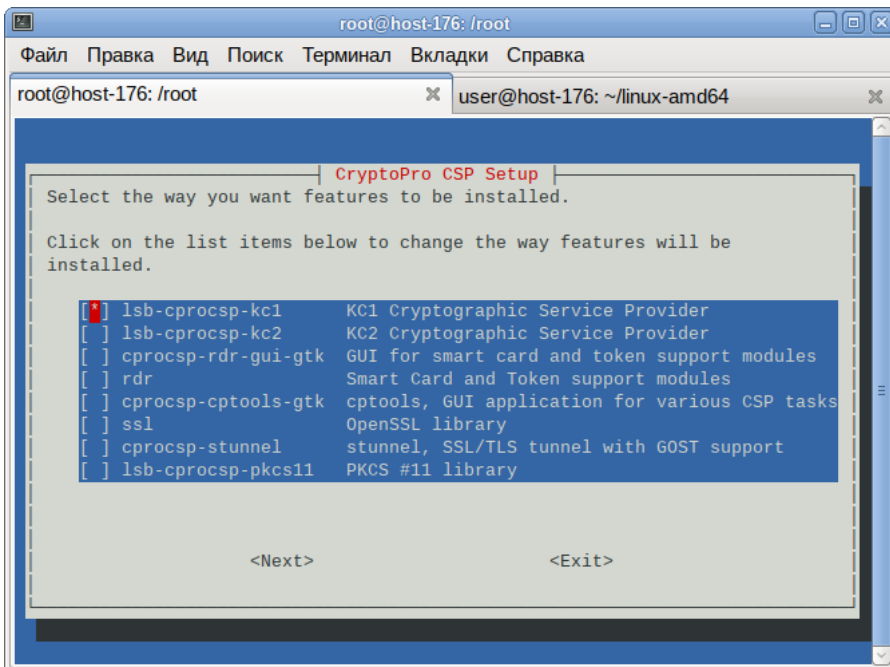 root@host-176: /root
Файл Правка Вид Поиск Терминал Вкладки Справка
root@host-176: /root user@host-176: ~/linux-amd64
CryptoPro CSP Setup
Select the way you want features to be installed.
Click on the list items below to change the way features will be
installed.
[*] lsb-cprocsp-kc1 KC1 Cryptographic Service Provider
[ ] lsb-cprocsp-kc2 KC2 Cryptographic Service Provider
[ ] cprocsp-rdr-gui-gtk GUI for smart card and token support modules
[ ] rdr Smart Card and Token support modules
[ ] cprocsp-cptools-gtk cptools, GUI application for various CSP tasks
[ ] ssl OpenSSL library
[ ] cprocsp-stunnel stunnel, SSL/TLS tunnel with GOST support
[ ] lsb-cprocsp-pkcs11 PKCS #11 library
<Next> <Exit>